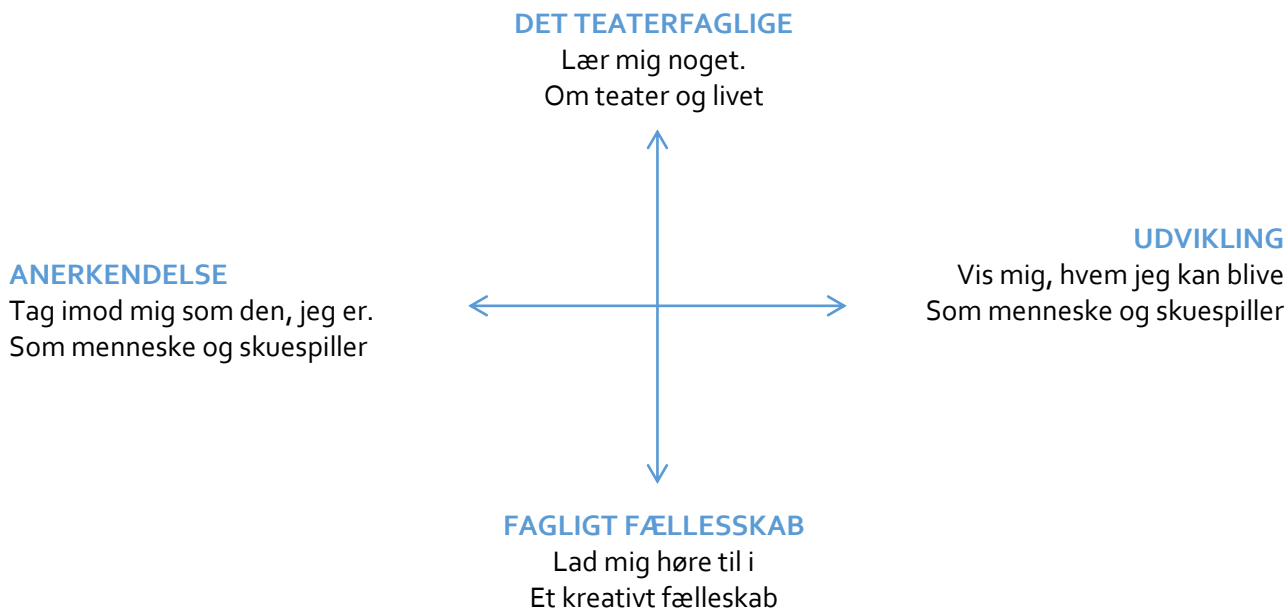 DET TEATERFAGLIGE
Lær mig noget.
Om teater og livet
ANERKENDELSE
Tag imod mig som den, jeg er.
Som menneske og skuespiller
UDVIKLING
Vis mig, hvem jeg kan blive
Som menneske og skuespiller
FAGLIGT FÆLLESSKAB
Lad mig høre til i
Et kreativt fælleskab